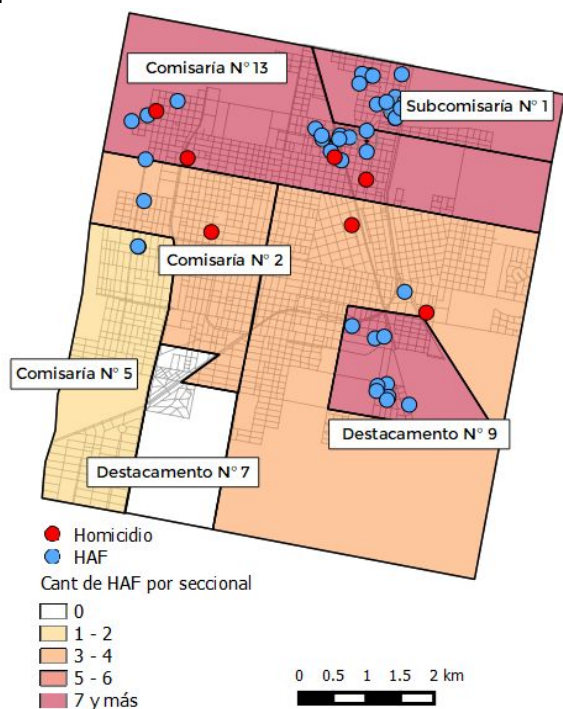 Comisaría N° 13
Subcomisaría N° 1
Comisaría N° 2
Comisaría N° 5
Destacamento N° 9
Destacamento N° 7
Homicidio
HAF
Cant de HAF por seccional
0
1 - 2
3 - 4
5 - 6
7 y más
0 0.5 1 1.5 2 km